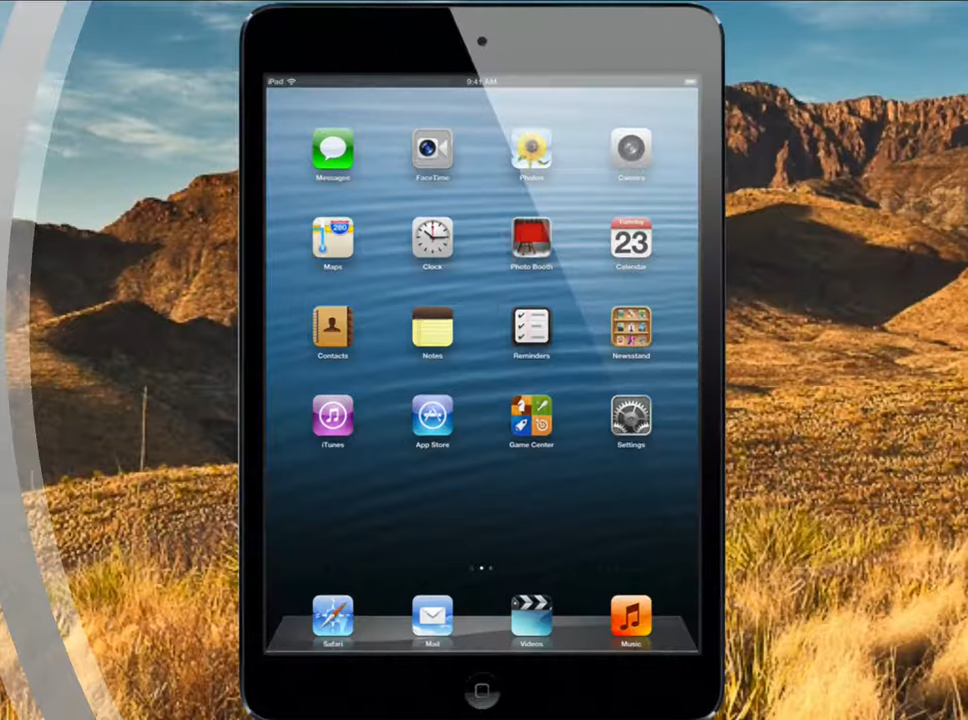 iPad 9:41 AM
Messages FaceTime Photos Camera
280 Tuesday
23
Maps Clock Photo Booth Calendar
Contacts Notes Reminders Newsstand
iTunes App Store Game Center Settings
Safari Mail Videos Music